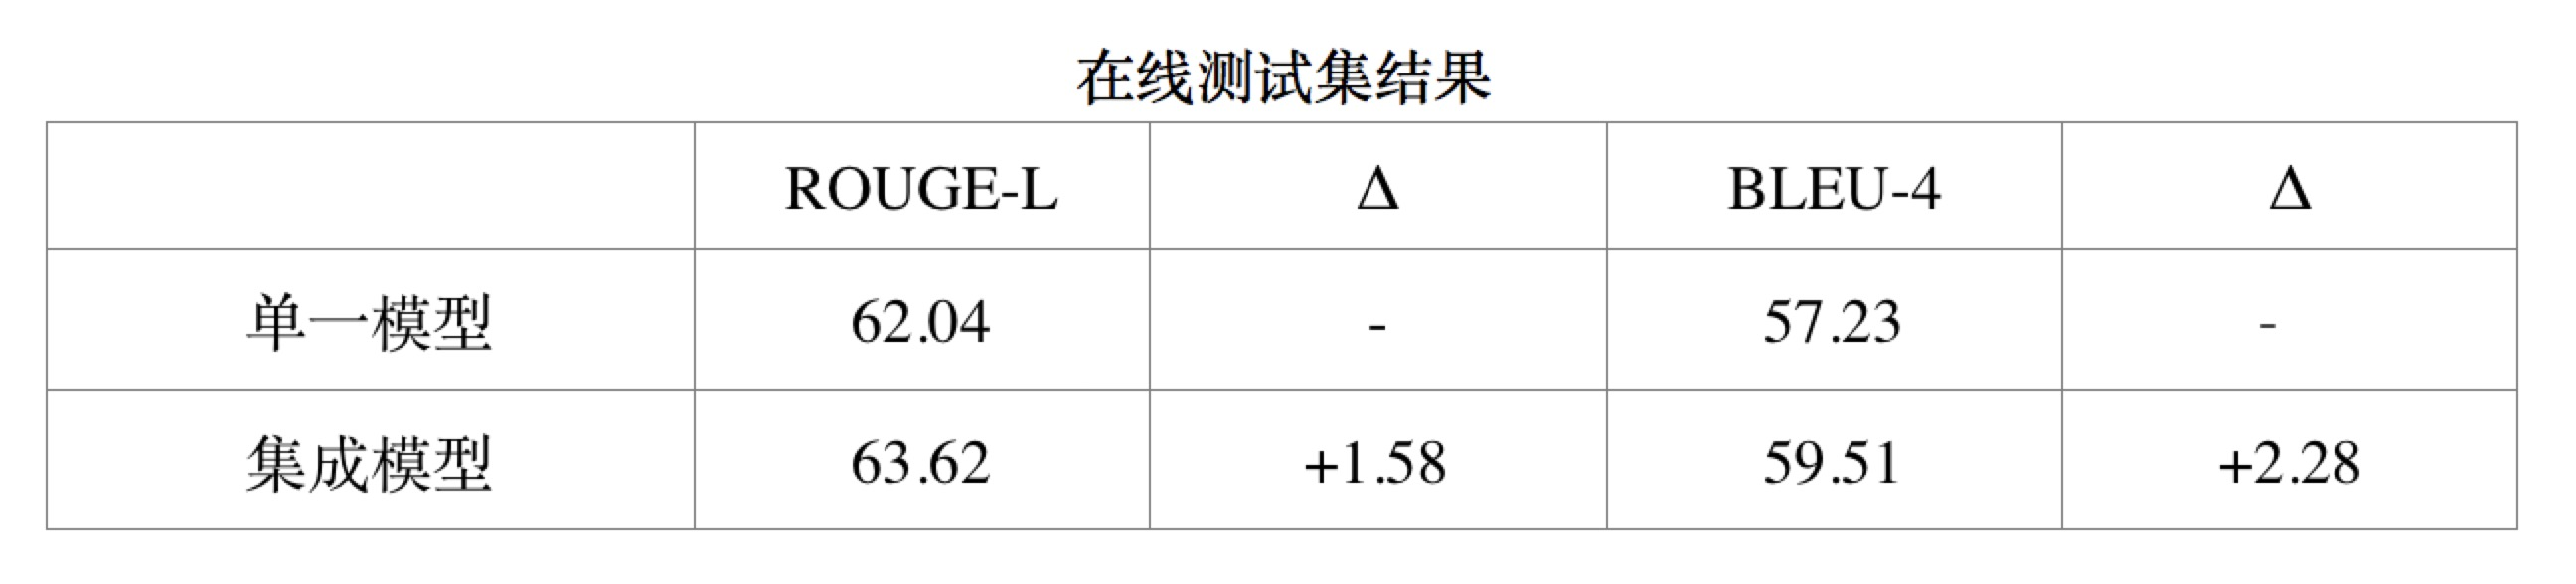 在线测试集结果
ROUGE-L Δ BLEU-4 Δ
单一模型 62.04 - 57.23 -
集成模型 63.62 +1.58 59.51 +2.28